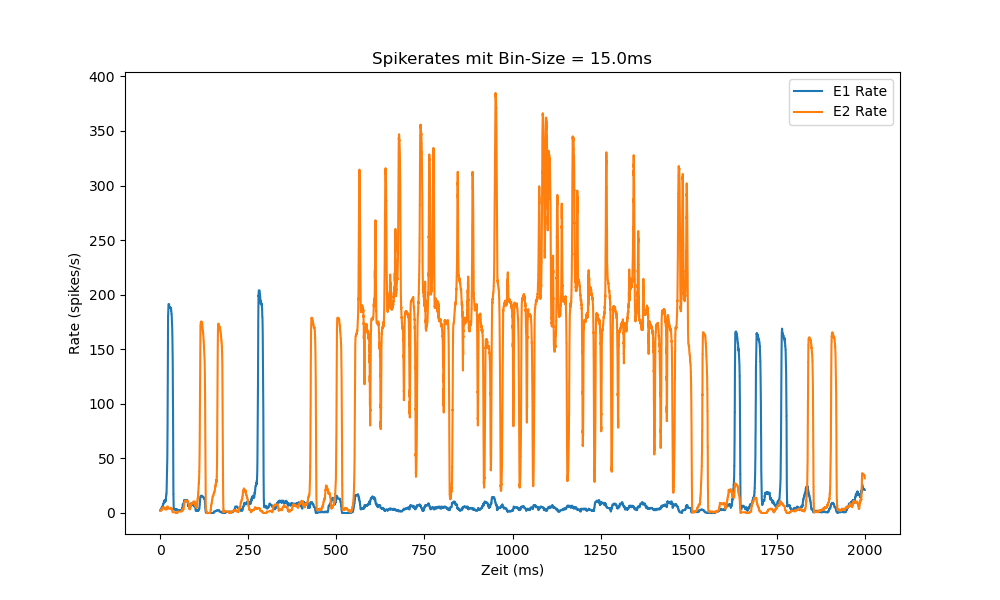 Spikerates mit Bin-Size = 15.0ms
E1 Rate
E2 Rate
Rate (spikes/s)
400
350
300
250
200
150
100
50
0
0 250 500 750 1000 1250 1500 1750 2000
Zeit (ms)